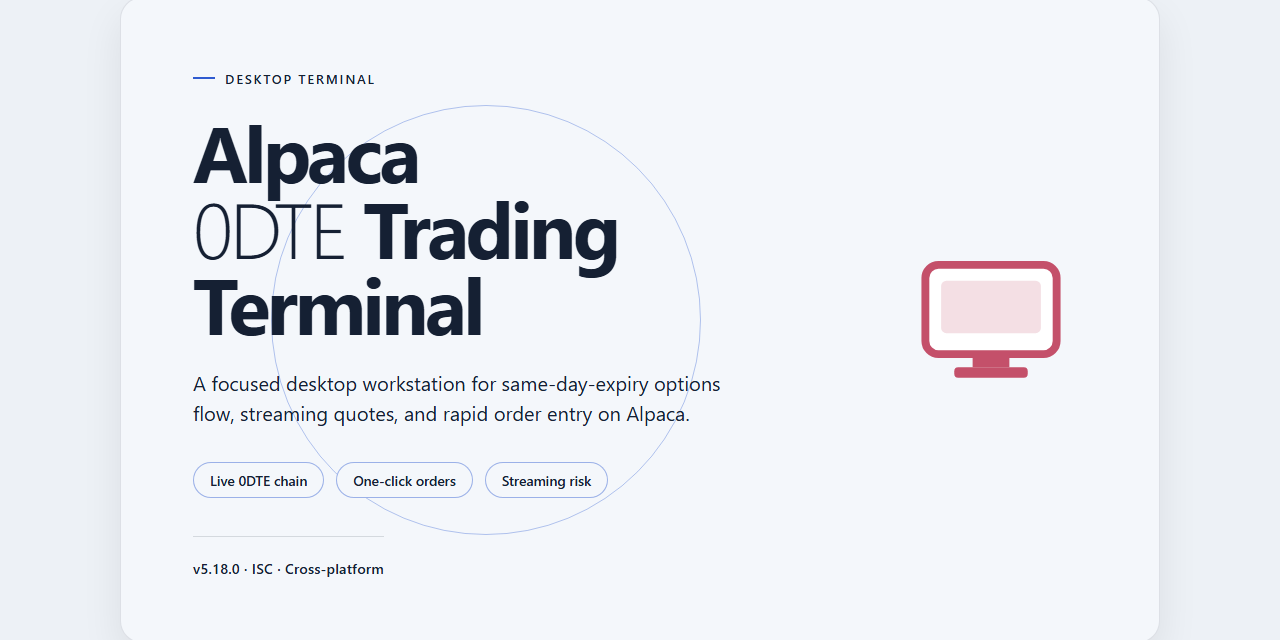 DESKTOP TERMINAL
Alpaca
0DTE Trading
Terminal
A focused desktop workstation for same-day-expiry options
flow, streaming quotes, and rapid order entry on Alpaca.
Live 0DTE chain
One-click orders
Streaming risk
v5.18.0 · ISC · Cross-platform